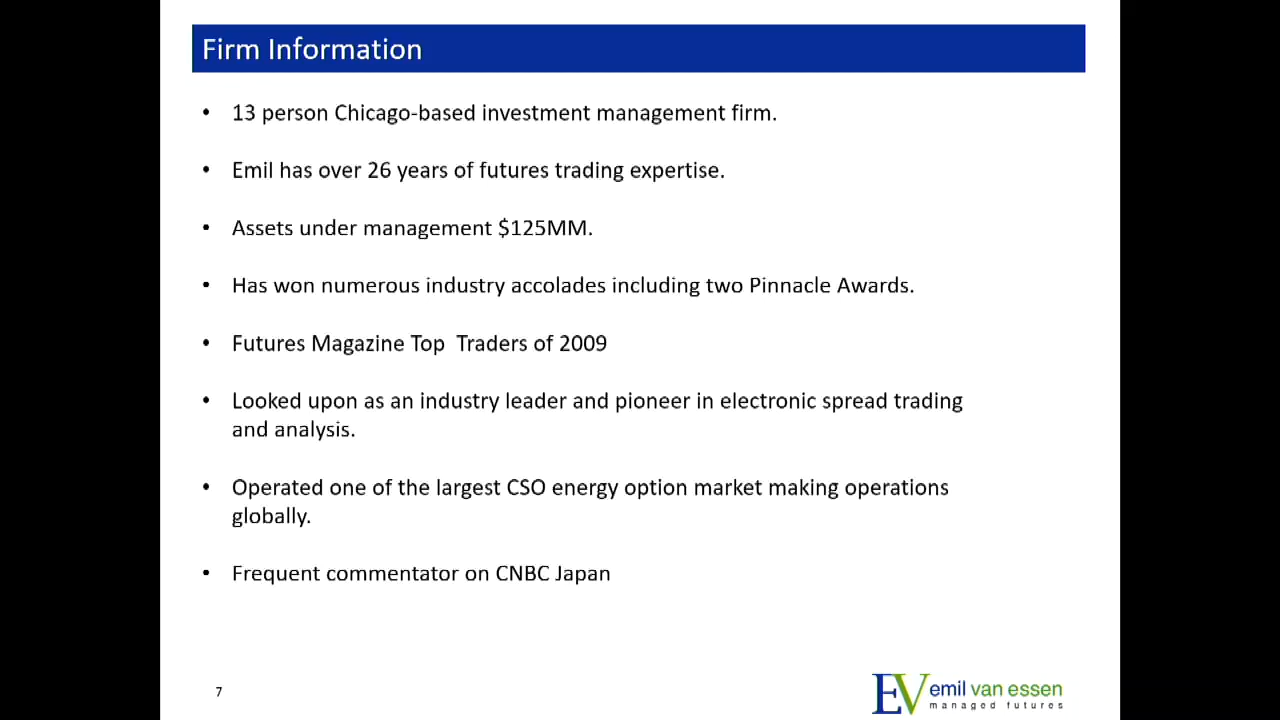 Firm Information
• 13 person Chicago-based investment management firm.
• Emil has over 26 years of futures trading expertise.
• Assets under management $125MM.
• Has won numerous industry accolades including two Pinnacle Awards.
• Futures Magazine Top  Traders of 2009
• Looked upon as an industry leader and pioneer in electronic spread trading
and analysis.
• Operated one of the largest CSO energy option market making operations
globally.
• Frequent commentator on CNBC Japan
7
EV emil van essen
managed futures